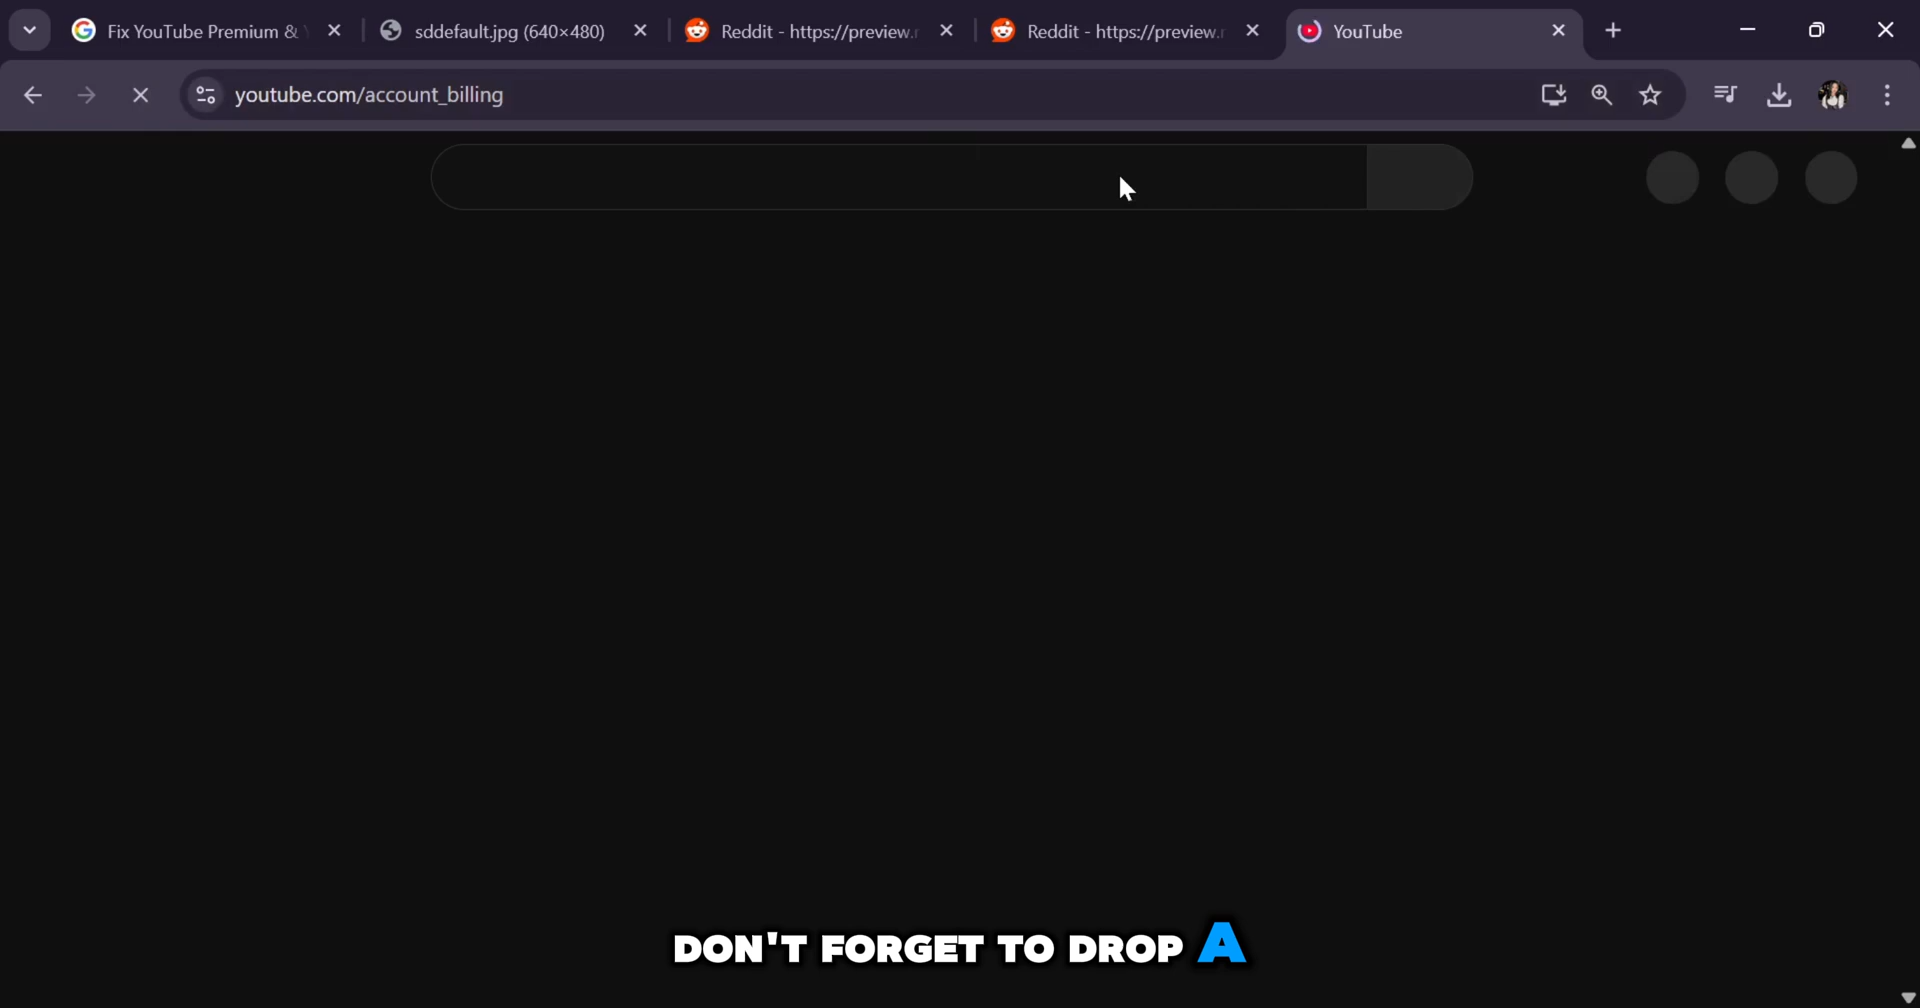 Fix YouTube Premium &
sddefault.jpg (640×480)
Reddit - https://preview.r
Reddit - https://preview.r
YouTube
youtube.com/account_billing
DON'T FORGET TO DROP A